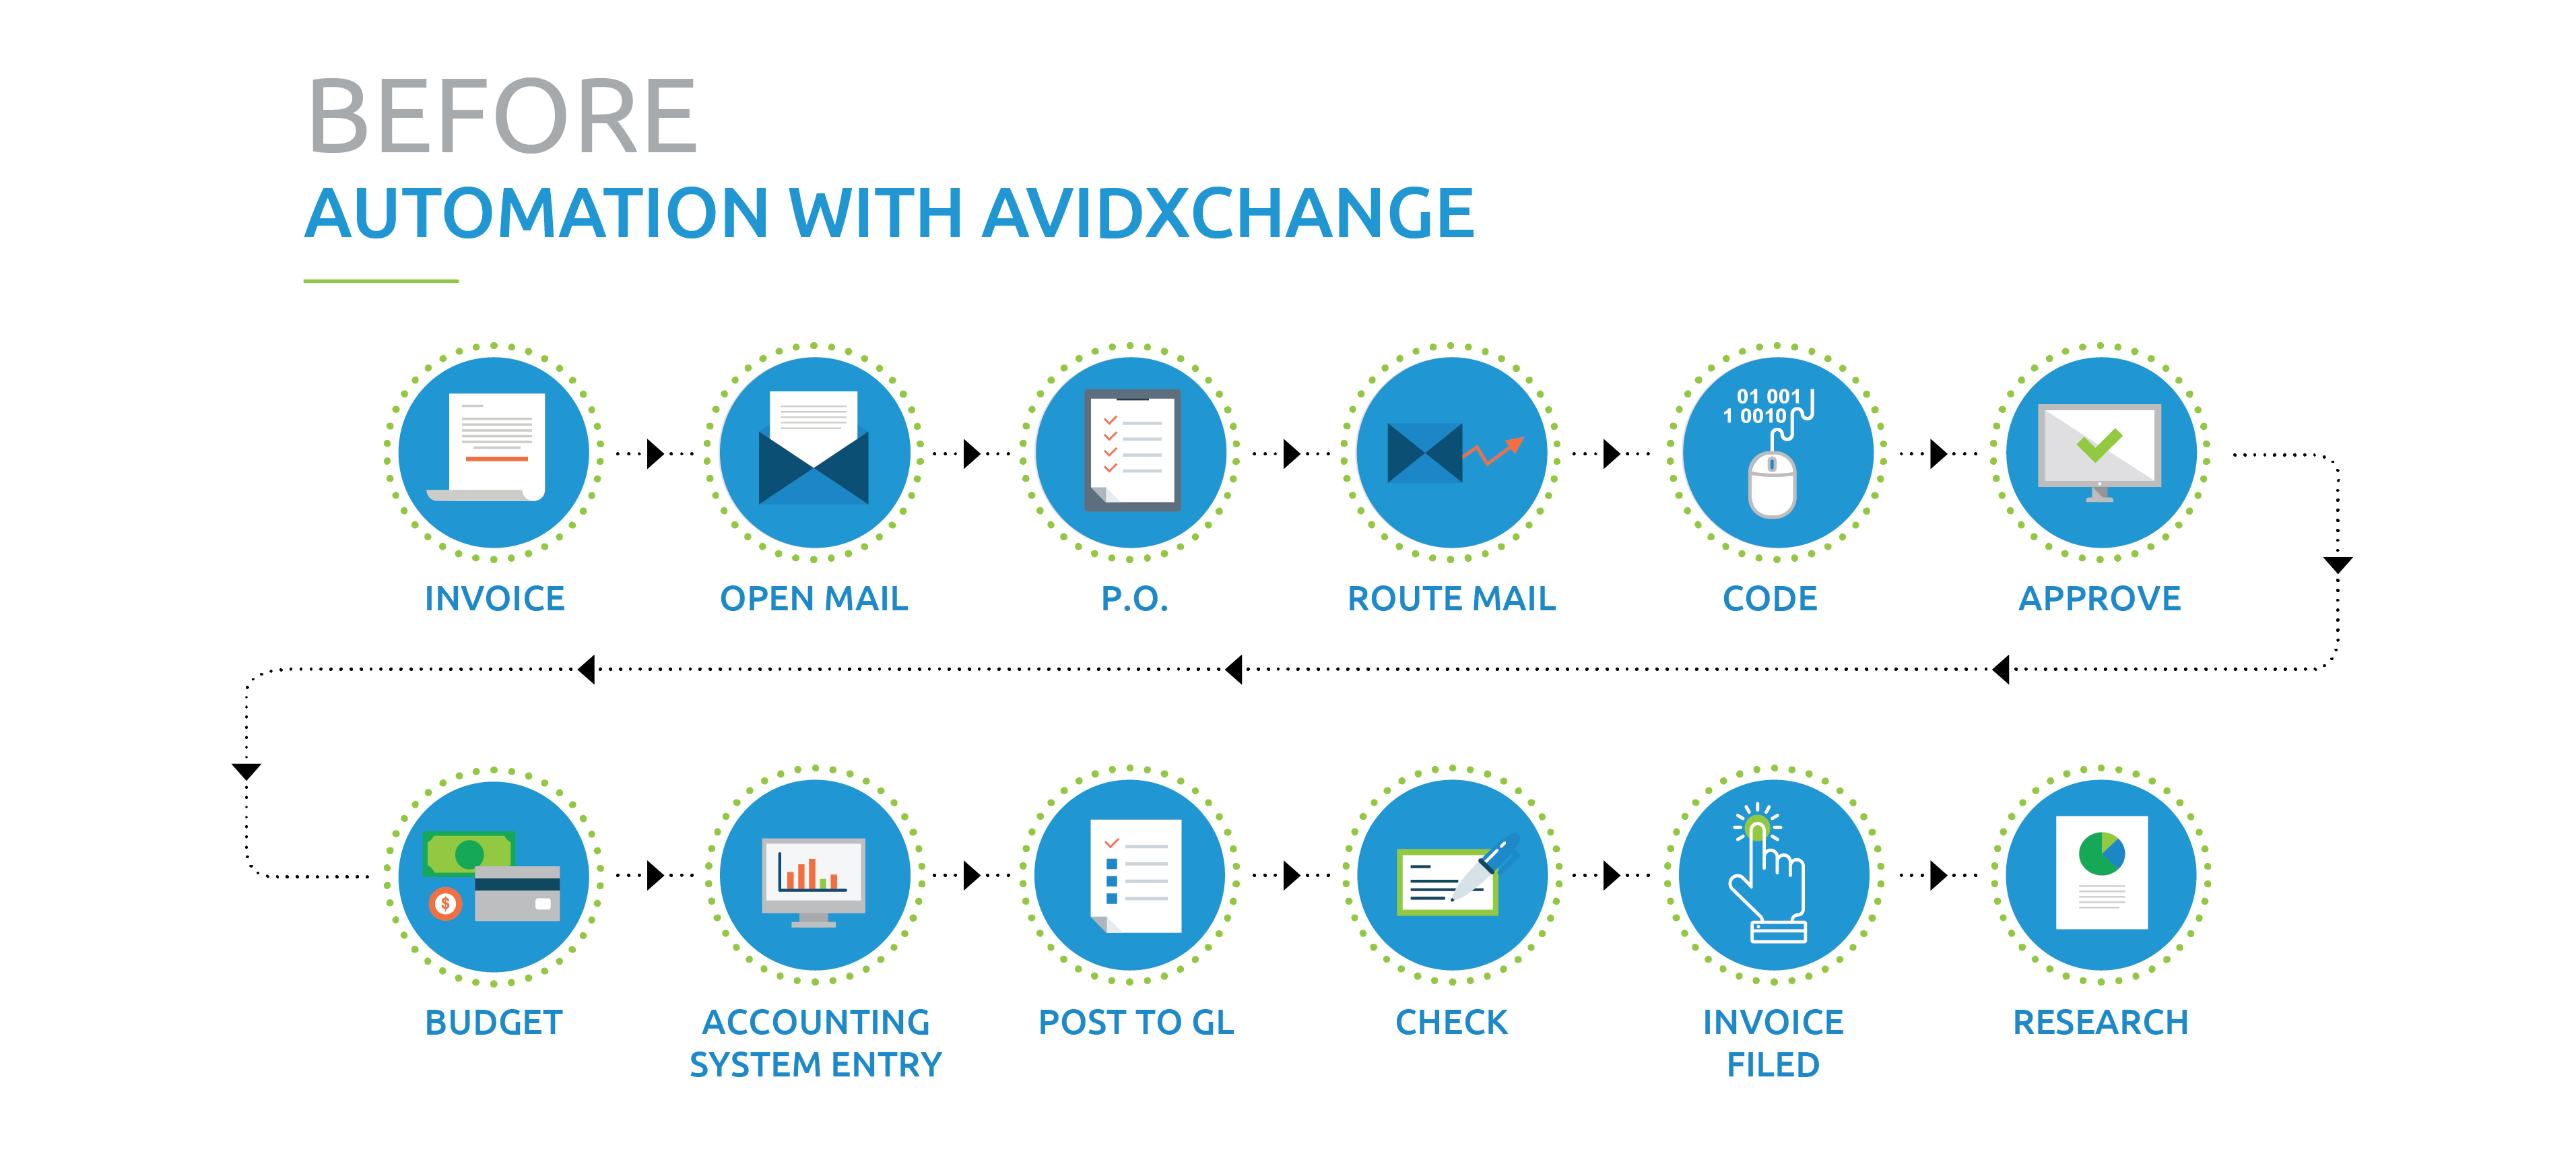 BEFORE
AUTOMATION WITH AVIDXCHANGE
01 001
1 0010
INVOICE
OPEN MAIL
P.O.
ROUTE MAIL
CODE
APPROVE
$
BUDGET
ACCOUNTING
SYSTEM ENTRY
POST TO GL
CHECK
INVOICE
FILED
RESEARCH